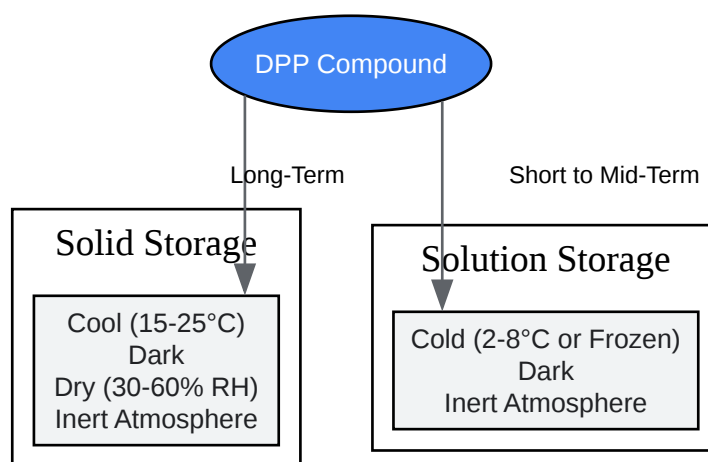 DPP Compound
Long-Term
Short to Mid-Term
Solid Storage
Cool (15-25°C)
Dark
Dry (30-60% RH)
Inert Atmosphere
Solution Storage
Cold (2-8°C or Frozen)
Dark
Inert Atmosphere